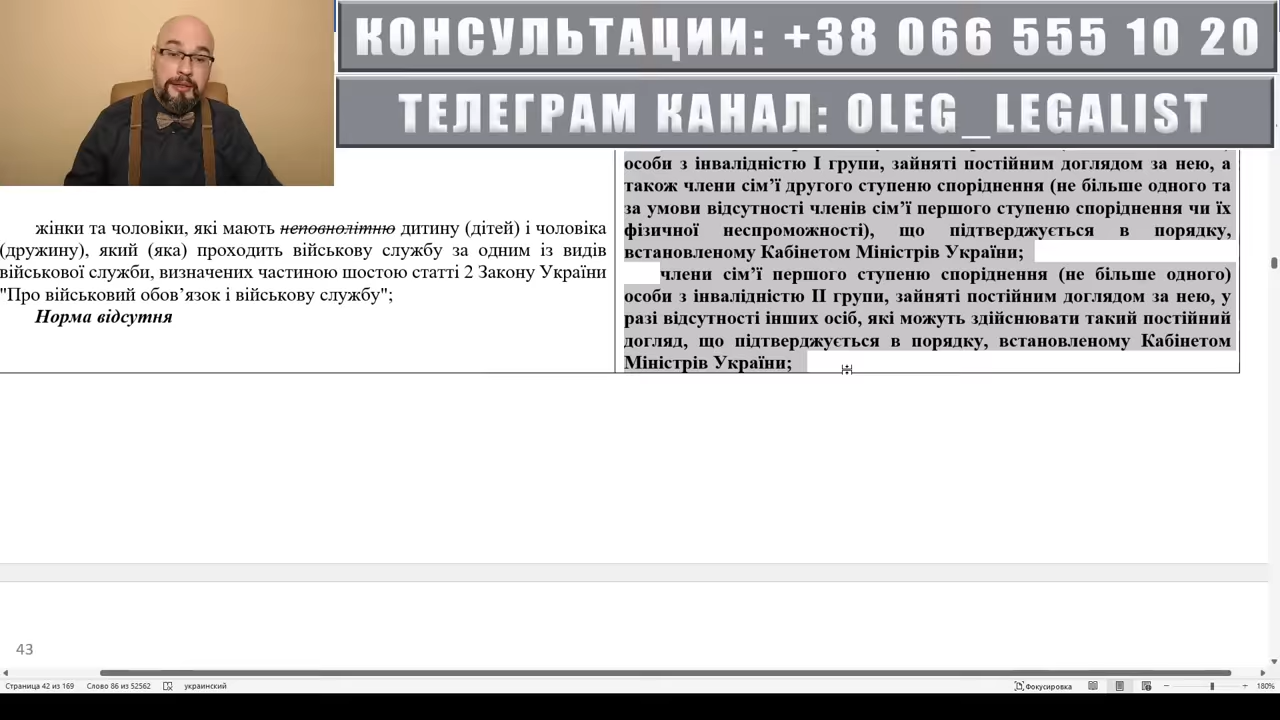 КОНСУЛЬТАЦИИ: +38 066 555 10 20
ТЕЛЕГРАМ КАНАЛ: OLEG_LEGALIST
особи з інвалідністю І групи, зайняті постійним доглядом за нею, а
також члени сім’ї другого ступеню споріднення (не більше одного та
за умови відсутності членів сім’ї першого ступеню споріднення чи їх
фізичної неспроможності), що підтверджується в порядку,
встановленому Кабінетом Міністрів України;
члени сім’ї першого ступеню споріднення (не більше одного)
особи з інвалідністю ІІ групи, зайняті постійним доглядом за нею, у
разі відсутності інших осіб, які можуть здійснювати такий постійний
догляд, що підтверджується в порядку, встановленому Кабінетом
Міністрів України;
жінки та чоловіки, які мають неповнолітню дитину (дітей) і чоловіка
(дружину), який (яка) проходить військову службу за одним із видів
військової служби, визначених частиною шостою статті 2 Закону України
"Про військовий обов’язок і військову службу";
Норма відсутня
43
Страница 42 из 169 Слово 86 из 52562 украинский Фокусировка 180%